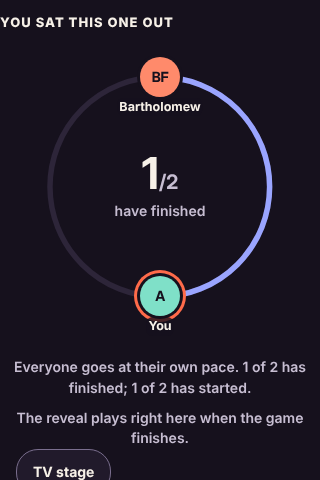 YOU SAT THIS ONE OUT
BF
Bartholomew
1/2
have finished
A
You
Everyone goes at their own pace. 1 of 2 has
finished; 1 of 2 has started.
The reveal plays right here when the game
finishes.
TV stage